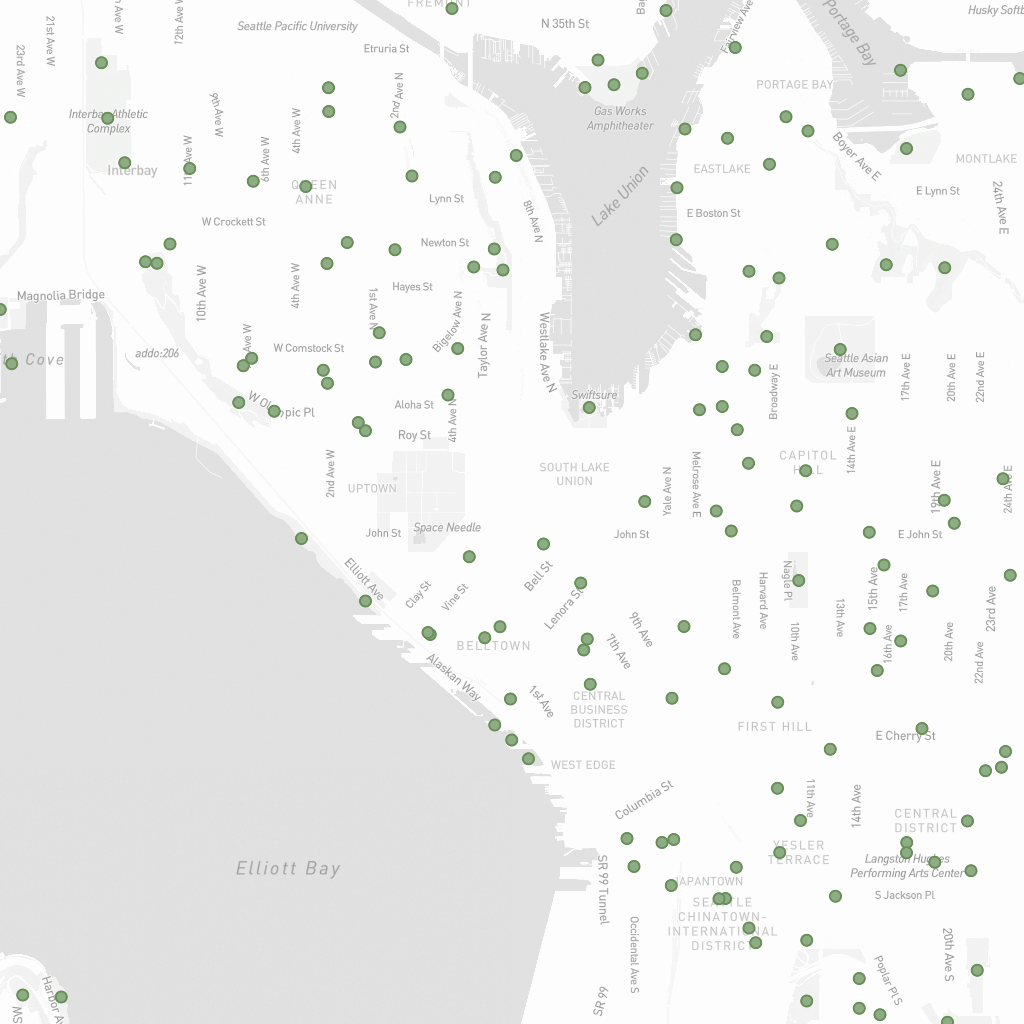 FREMONT
N 35th St
Husky Softb
Seattle Pacific University
Etruria St
Fairview Ave
Portage Bay
21st Ave W
12th Ave W
23rd Ave W
2nd Ave N
PORTAGE BAY
9th Ave W
Interbay Athletic
Complex
4th Ave W
Gas Works
Amphitheater
11th Ave W
6th Ave W
Boyer Ave E
MONTLAKE
Interbay
EASTLAKE
QUEEN
ANNE
Lynn St
Lake Union
E Lynn St
24th Ave E
W Crockett St
8th Ave N
E Boston St
Newton St
10th Ave W
4th Ave W
Hayes St
Magnolia Bridge
1st Ave N
Bigelow Ave N
Taylor Ave N
Westlake Ave N
Ave W
W Comstock St
addo:206
th Cove
Seattle Asian
Art Museum
17th Ave E
20th Ave E
22nd Ave E
Broadway E
Swiftsure
W Olympic Pl
Aloha St
4th Ave N
Roy St
14th Ave E
CAPITOL
HILL
2nd Ave W
SOUTH LAKE
UNION
UPTOWN
Yale Ave N
Melrose Ave E
19th Ave E
24th Ave E
Space Needle
John St
John St
E John St
Elliott Ave
Clay St
Vine St
Bell St
Lenora St
Nagle Pl
Belmont Ave
Harvard Ave
10th Ave
13th Ave
15th Ave
17th Ave
16th Ave
20th Ave
22nd Ave
23rd Ave
BELLTOWN
9th Ave
7th Ave
Alaskan Way
1st Ave
CENTRAL
BUSINESS
DISTRICT
FIRST HILL
E Cherry St
WEST EDGE
Columbia St
11th Ave
14th Ave
CENTRAL
DISTRICT
YESLER
TERRACE
Langston Hughes
Performing Arts Center
Elliott Bay
SR 99 Tunnel
JAPANTOWN
S Jackson Pl
SEATTLE
CHINATOWN-
INTERNATIONAL
DISTRICT
Occidental Ave S
20th Ave S
Poplar Pl S
SR 99
Harbor Av
SW